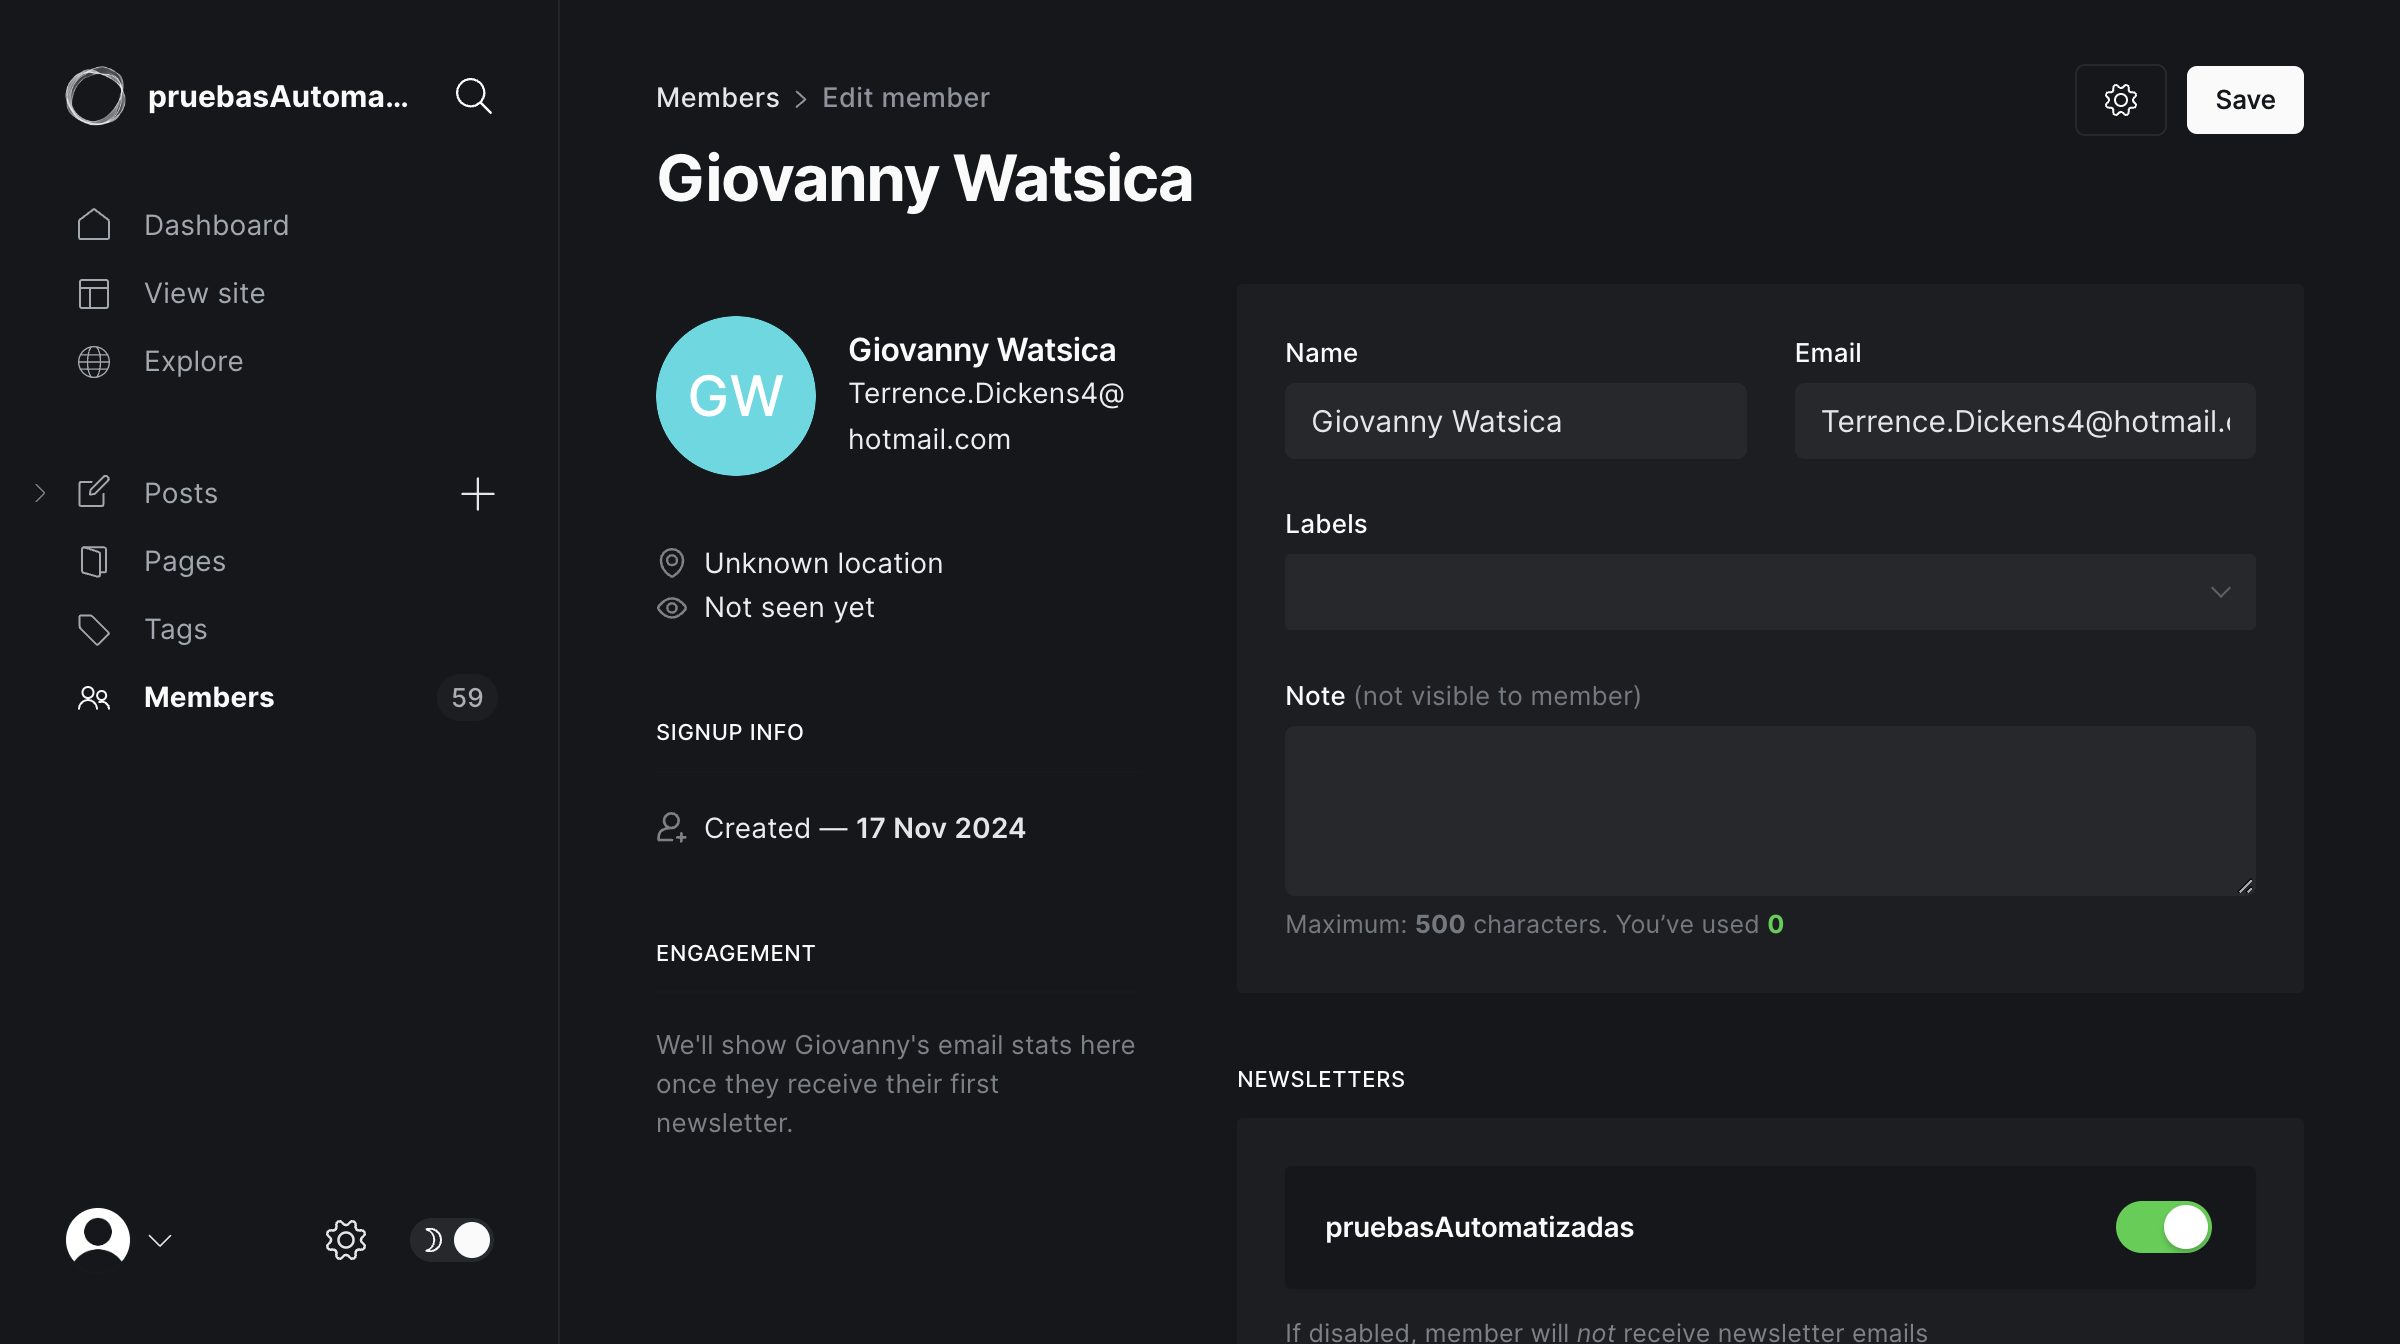 pruebasAutoma...
Dashboard
View site
Explore
Posts
Pages
Tags
Members
59
Members > Edit member
Save
Giovanny Watsica
GW
Giovanny Watsica
Terrence.Dickens4@
hotmail.com
Unknown location
Not seen yet
SIGNUP INFO
Created — 17 Nov 2024
ENGAGEMENT
We'll show Giovanny's email stats here
once they receive their first
newsletter.
Name
Giovanny Watsica
Email
Terrence.Dickens4@hotmail.
Labels
Note (not visible to member)
Maximum: 500 characters. You’ve used 0
NEWSLETTERS
pruebasAutomatizadas
If disabled, member will not receive newsletter emails